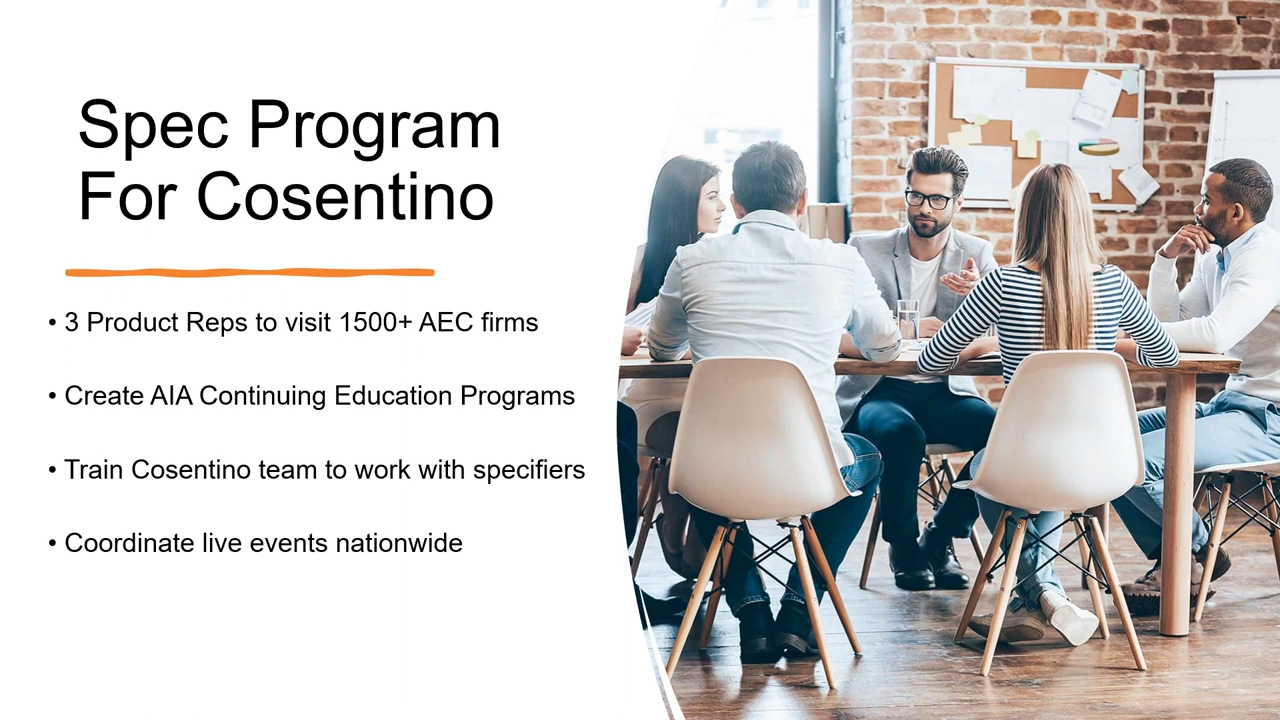 Spec Program
For Cosentino
• 3 Product Reps to visit 1500+ AEC firms
• Create AIA Continuing Education Programs
• Train Cosentino team to work with specifiers
• Coordinate live events nationwide